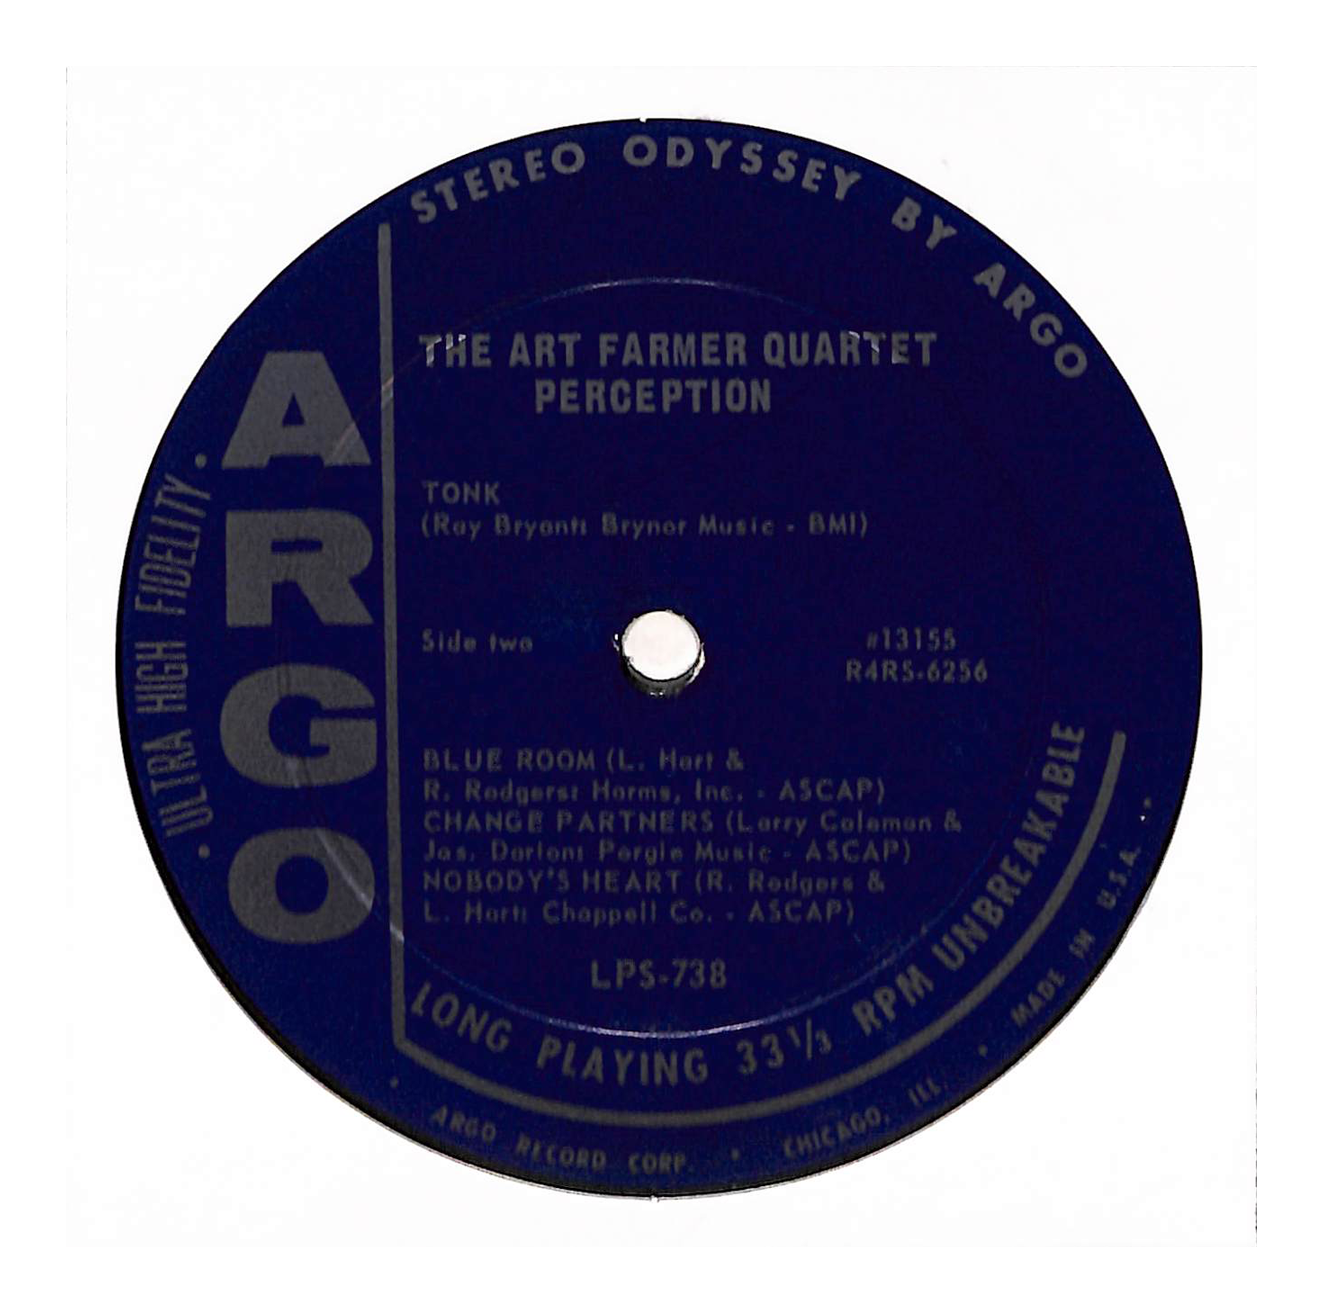 STEREO ODYSSEY BY ARGO
ARGO
• ULTRA HIGH FIDELITY •
THE ART FARMER QUARTET
PERCEPTION
TONK
(Ray Bryant: Brynor Music - BMI)
Side two
#13155
R4RS-6256
BLUE ROOM (L. Hart &
R. Rodgers: Harms, Inc. - ASCAP)
CHANGE PARTNERS (Larry Coleman &
Jos. Darion: Porgie Music - ASCAP)
NOBODY'S HEART (R. Rodgers &
L. Hart: Chappell Co. - ASCAP)
LPS-738
LONG PLAYING 33 1/3 RPM UNBREAKABLE
• ARGO RECORD CORP. • CHICAGO, ILL. • MADE IN U.S.A. •